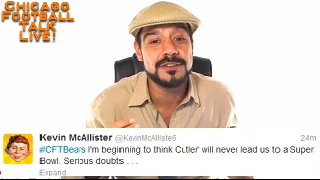 CHICAGO
FOOTBALL
TALK
LIVE!
Kevin McAllister @KevinMcAlliste6 24m
#CFTBears I'm beginning to think Cutler will never lead us to a Super
Bowl. Serious doubts . . .
Expand